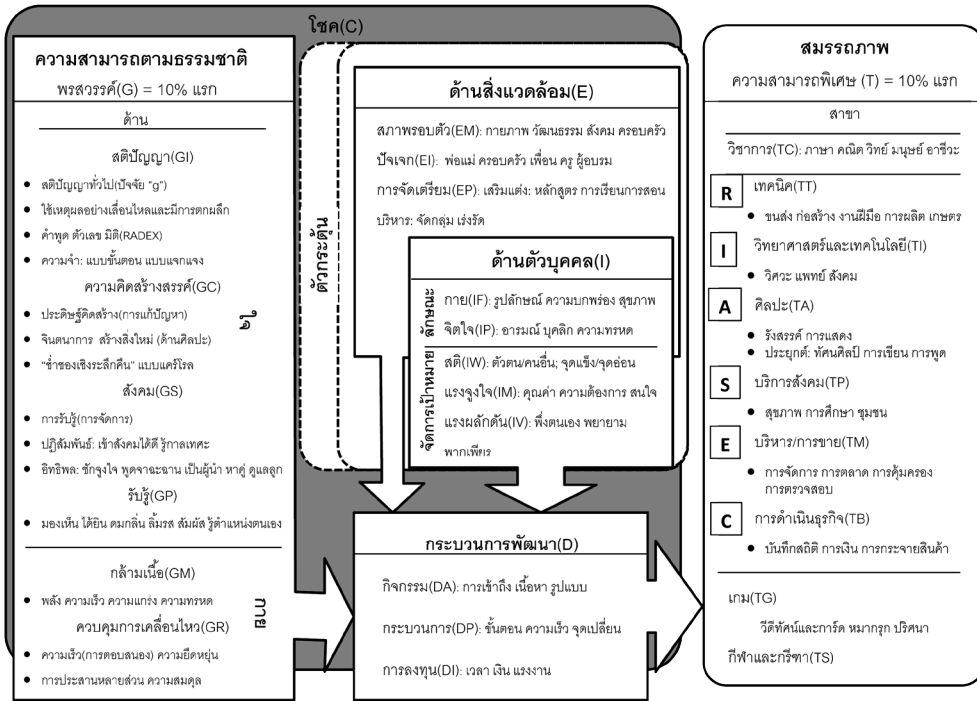 โชค(C)
ความสามารถตามธรรมชาติ
พรสวรรค์(G) = 10% แรก
ด้าน
สติปัญญา(GI)
• สติปัญญาทั่วไป(ปัจจัย "g")
• ใช้เหตุผลอย่างเลื่อนไหลและมีการตกผลึก
• คำพูด ตัวเลข มิติ(RADEX)
• ความจำ: แบบขั้นตอน แบบแจกแจง
ความคิดสร้างสรรค์(GC)
• ประดิษฐ์คิดสร้าง(การแก้ปัญหา)
• จินตนาการ สร้างสิ่งใหม่ (ด้านศิลปะ)
• "ช่ำชองเชิงระลึกคืน" แบบแคร์โรล
สังคม(GS)
• การรับรู้(การจัดการ)
• ปฏิสัมพันธ์: เข้าสังคมได้ดี รู้กาลเทศะ
• อิทธิพล: ชักจูงใจ พูดจาฉะฉาน เป็นผู้นำ หาคู่ ดูแลลูก
รับรู้(GP)
• มองเห็น ได้ยิน ดมกลิ่น ลิ้มรส สัมผัส รู้ตำแหน่งตนเอง
ใจ
กล้ามเนื้อ(GM)
• พลัง ความเร็ว ความแกร่ง ความทรหด
ควบคุมการเคลื่อนไหว(GR)
• ความเร็ว(การตอบสนอง) ความยืดหยุ่น
• การประสานหลายส่วน ความสมดุล
กาย
ตัวกระตุ้น
ด้านสิ่งแวดล้อม(E)
สภาพรอบตัว(EM): กายภาพ วัฒนธรรม สังคม ครอบครัว
ปัจเจก(EI): พ่อแม่ ครอบครัว เพื่อน ครู ผู้อบรม
การจัดเตรียม(EP): เสริมแต่ง: หลักสูตร การเรียนการสอน
บริหาร: จัดกลุ่ม เร่งรัด
ด้านตัวบุคคล(I)
ลักษณะ
กาย(IF): รูปลักษณ์ ความบกพร่อง สุขภาพ
จิตใจ(IP): อารมณ์ บุคลิก ความทรหด
จัดการเป้าหมาย
สติ(IW): ตัวตน/คนอื่น; จุดแข็ง/จุดอ่อน
แรงจูงใจ(IM): คุณค่า ความต้องการ สนใจ
แรงผลักดัน(IV): พึ่งตนเอง พยายาม
พากเพียร
กระบวนการพัฒนา(D)
กิจกรรม(DA): การเข้าถึง เนื้อหา รูปแบบ
กระบวนการ(DP): ขั้นตอน ความเร็ว จุดเปลี่ยน
การลงทุน(DI): เวลา เงิน แรงงาน
สมรรถภาพ
ความสามารถพิเศษ (T) = 10% แรก
สาขา
วิชาการ(TC): ภาษา คณิต วิทย์ มนุษย์ อาชีวะ
R เทคนิค(TT)
• ขนส่ง ก่อสร้าง งานฝีมือ การผลิต เกษตร
I วิทยาศาสตร์และเทคโนโลยี(TI)
• วิศวะ แพทย์ สังคม
A ศิลปะ(TA)
• รังสรรค์ การแสดง
• ประยุกต์: ทัศนศิลป์ การเขียน การพูด
S บริการสังคม(TP)
• สุขภาพ การศึกษา ชุมชน
E บริหาร/การขาย(TM)
• การจัดการ การตลาด การคุ้มครอง
การตรวจสอบ
C การดำเนินธุรกิจ(TB)
• บันทึกสถิติ การเงิน การกระจายสินค้า
เกม(TG)
วีดีทัศน์และการ์ด หมากรุก ปริศนา
กีฬาและกรีฑา(TS)